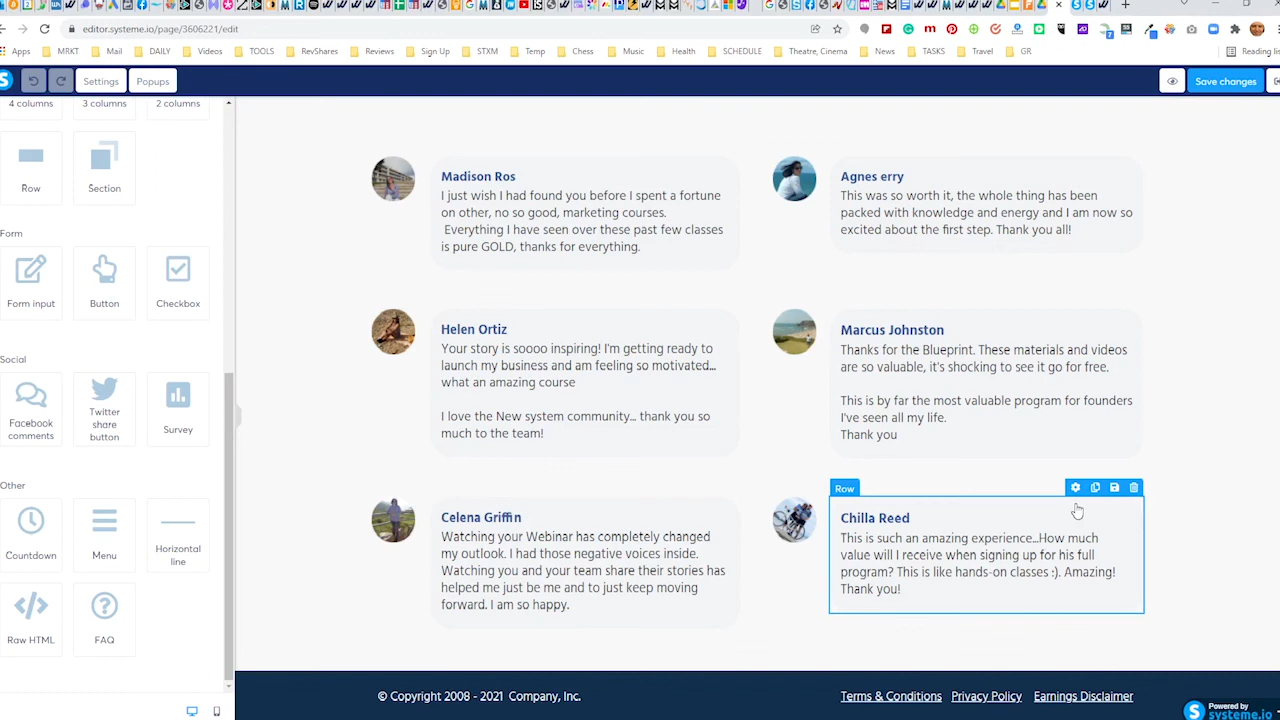 editor.systeme.io/page/3606221/edit
Apps
MRKT
Mail
DAILY
Videos
TOOLS
RevShares
Reviews
Sign Up
STXM
Temp
Chess
Music
Health
SCHEDULE
Theatre, Cinema
News
TASKS
Travel
GR
Reading lis
S
Settings
Popups
Save changes
4 columns
3 columns
2 columns
Row
Section
Form
Form input
Button
Checkbox
Social
Facebook
comments
Twitter
share
button
Survey
Other
Countdown
Menu
Horizontal
line
Raw HTML
FAQ
Madison Ros
I just wish I had found you before I spent a fortune
on other, no so good, marketing courses.
Everything I have seen over these past few classes
is pure GOLD, thanks for everything.
Agnes erry
This was so worth it, the whole thing has been
packed with knowledge and energy and I am now so
excited about the first step. Thank you all!
Helen Ortiz
Your story is soooo inspiring! I'm getting ready to
launch my business and am feeling so motivated...
what an amazing course
I love the New system community... thank you so
much to the team!
Marcus Johnston
Thanks for the Blueprint. These materials and videos
are so valuable, it's shocking to see it go for free.
This is by far the most valuable program for founders
I've seen all my life.
Thank you
Celena Griffin
Watching your Webinar has completely changed
my outlook. I had those negative voices inside.
Watching you and your team share their stories has
helped me just be me and to just keep moving
forward. I am so happy.
Row
Chilla Reed
This is such an amazing experience...How much
value will I receive when signing up for his full
program? This is like hands-on classes :). Amazing!
Thank you!
© Copyright 2008 - 2021 Company, Inc.
Terms & Conditions
Privacy Policy
Earnings Disclaimer
S
Powered by
systeme.io